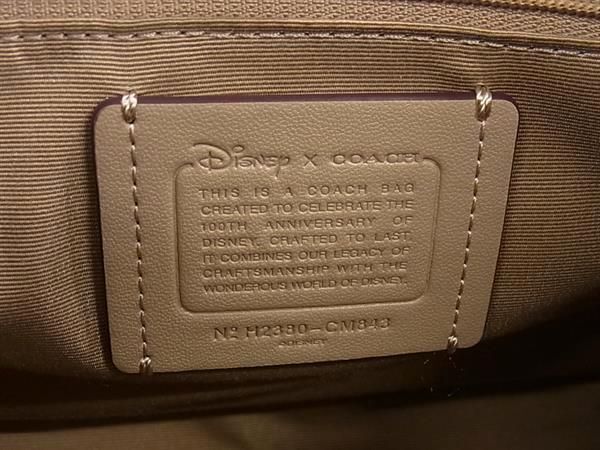 Disney X COACH
THIS IS A COACH BAG
CREATED TO CELEBRATE THE
100TH ANNIVERSARY OF
DISNEY. CRAFTED TO LAST,
IT COMBINES OUR LEGACY OF
CRAFTSMANSHIP WITH THE
WONDEROUS WORLD OF DISNEY.
Nº H2380-CM843
©DISNEY